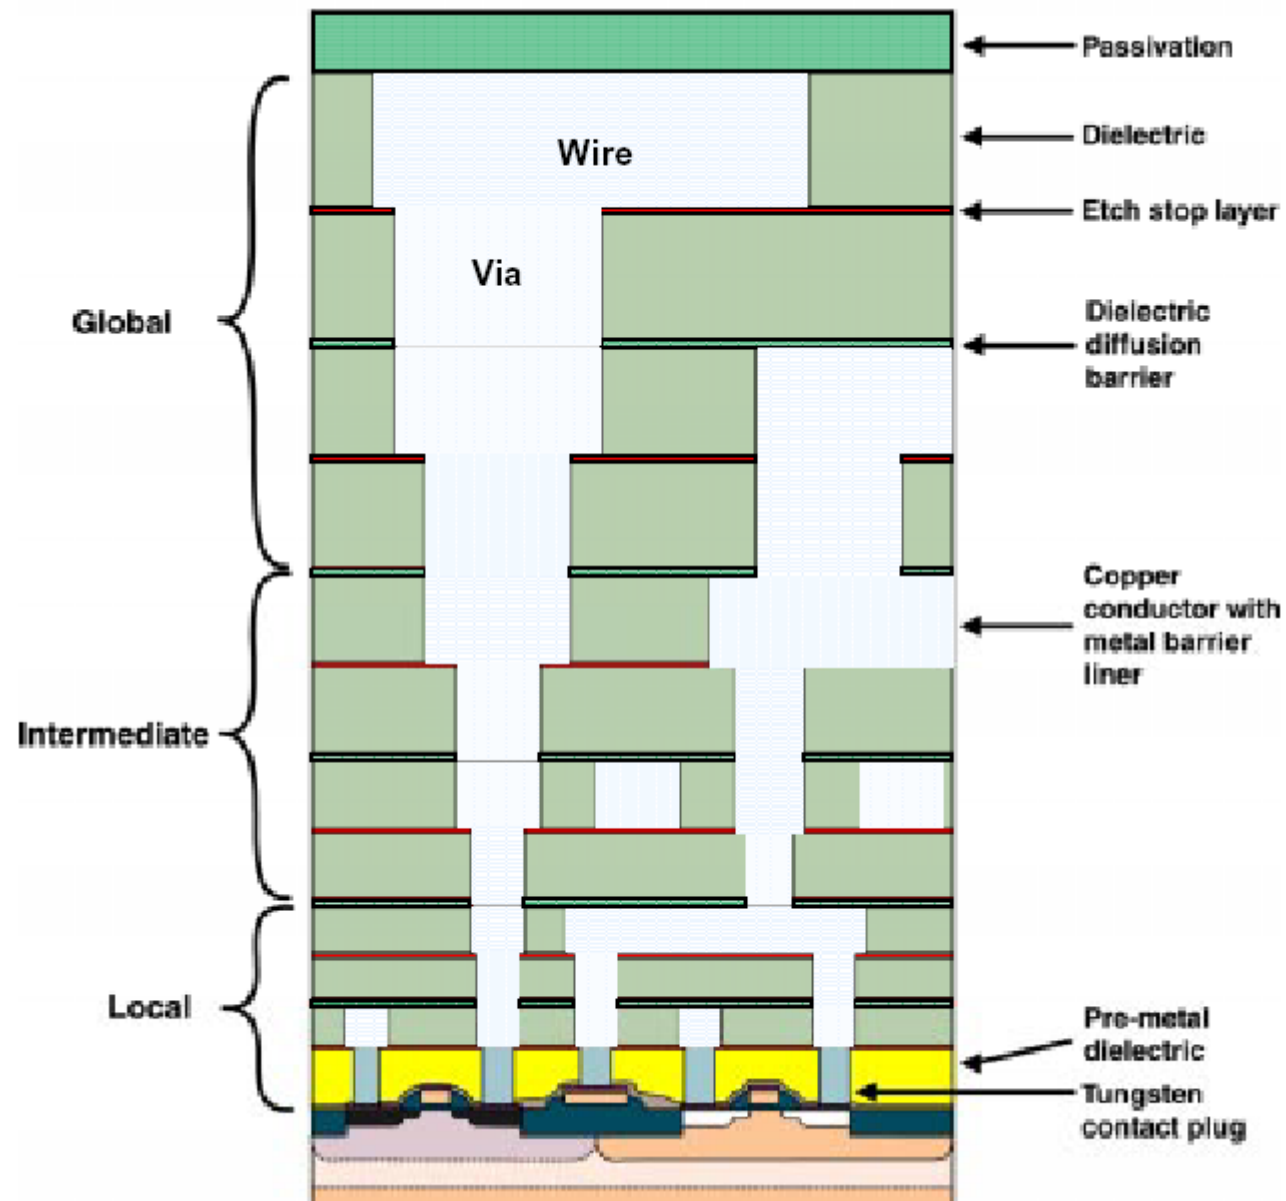 Passivation
Dielectric
Wire
Etch stop layer
Via
Global
Dielectric
diffusion
barrier
Copper
conductor with
metal barrier
liner
Intermediate
Local
Pre-metal
dielectric
Tungsten
contact plug